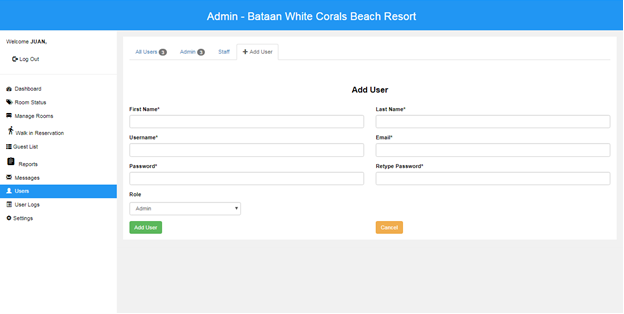 Admin - Bataan White Corals Beach Resort
Welcome JUAN,
Log Out
Dashboard
Room Status
Manage Rooms
Walk in Reservation
Guest List
Reports
Messages
Users
User Logs
Settings
All Users 3
Admin 3
Staff
Add User
Add User
First Name*
Last Name*
Username*
Email*
Password*
Retype Password*
Role
Admin
Add User
Cancel